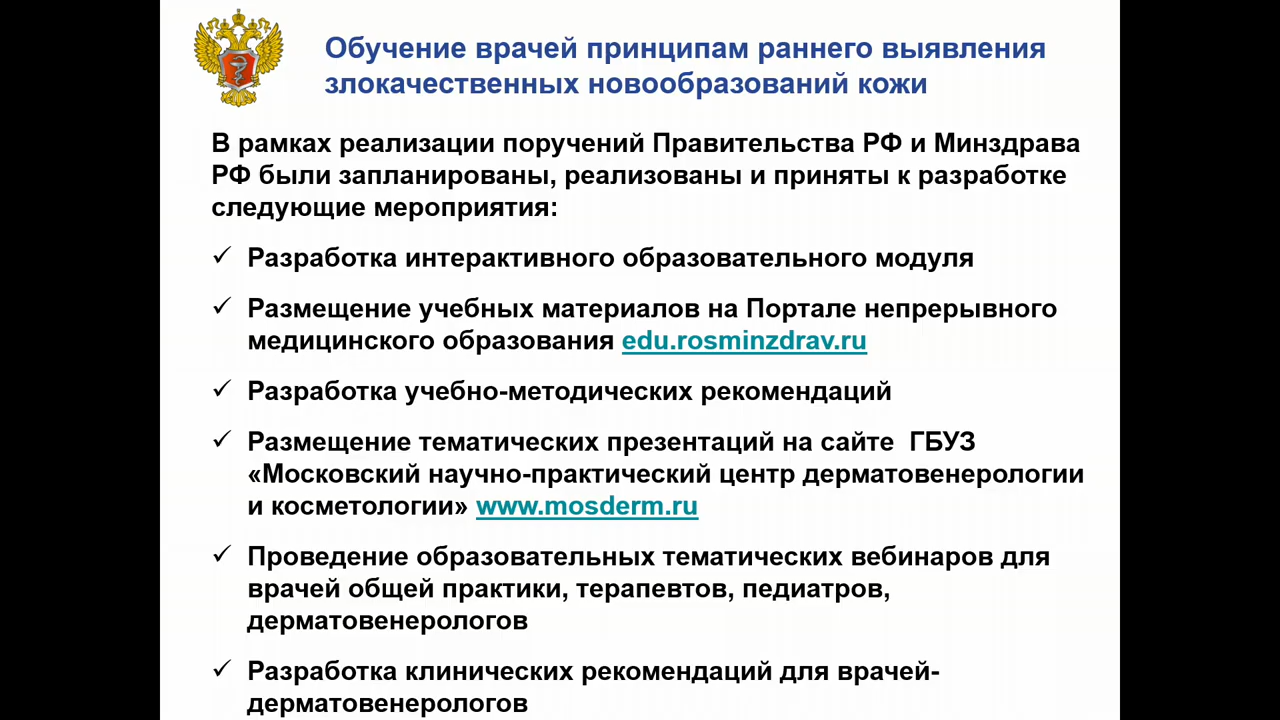 Обучение врачей принципам раннего выявления
злокачественных новообразований кожи
В рамках реализации поручений Правительства РФ и Минздрава
РФ были запланированы, реализованы и приняты к разработке
следующие мероприятия:
✓ Разработка интерактивного образовательного модуля
✓ Размещение учебных материалов на Портале непрерывного
медицинского образования edu.rosminzdrav.ru
✓ Разработка учебно-методических рекомендаций
✓ Размещение тематических презентаций на сайте  ГБУЗ
«Московский научно-практический центр дерматовенерологии
и косметологии» www.mosderm.ru
✓ Проведение образовательных тематических вебинаров для
врачей общей практики, терапевтов, педиатров,
дерматовенерологов
✓ Разработка клинических рекомендаций для врачей-
дерматовенерологов